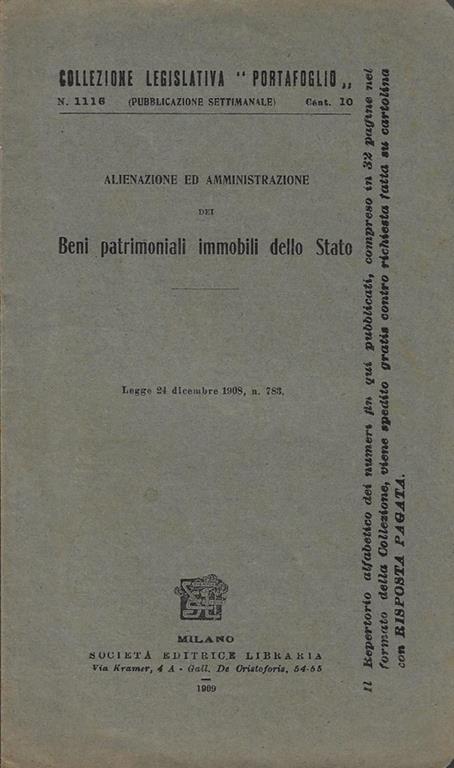 COLLEZIONE LEGISLATIVA “ PORTAFOGLIO „
N. 1116 (PUBBLICAZIONE SETTIMANALE) Cent. 10
ALIENAZIONE ED AMMINISTRAZIONE
DEI
Beni patrimoniali immobili dello Stato
Legge 24 dicembre 1908, n. 783.
MILANO
SOCIETÀ EDITRICE LIBRARIA
Via Kramer, 4 A - Gall. De Cristoforis, 54-55
1909
Il Repertorio alfabetico dei numeri fin qui pubblicati, compreso in 32 pagine nel
formato della Collezione, viene spedito gratis contro richiesta fatta su cartolina
con RISPOSTA PAGATA.